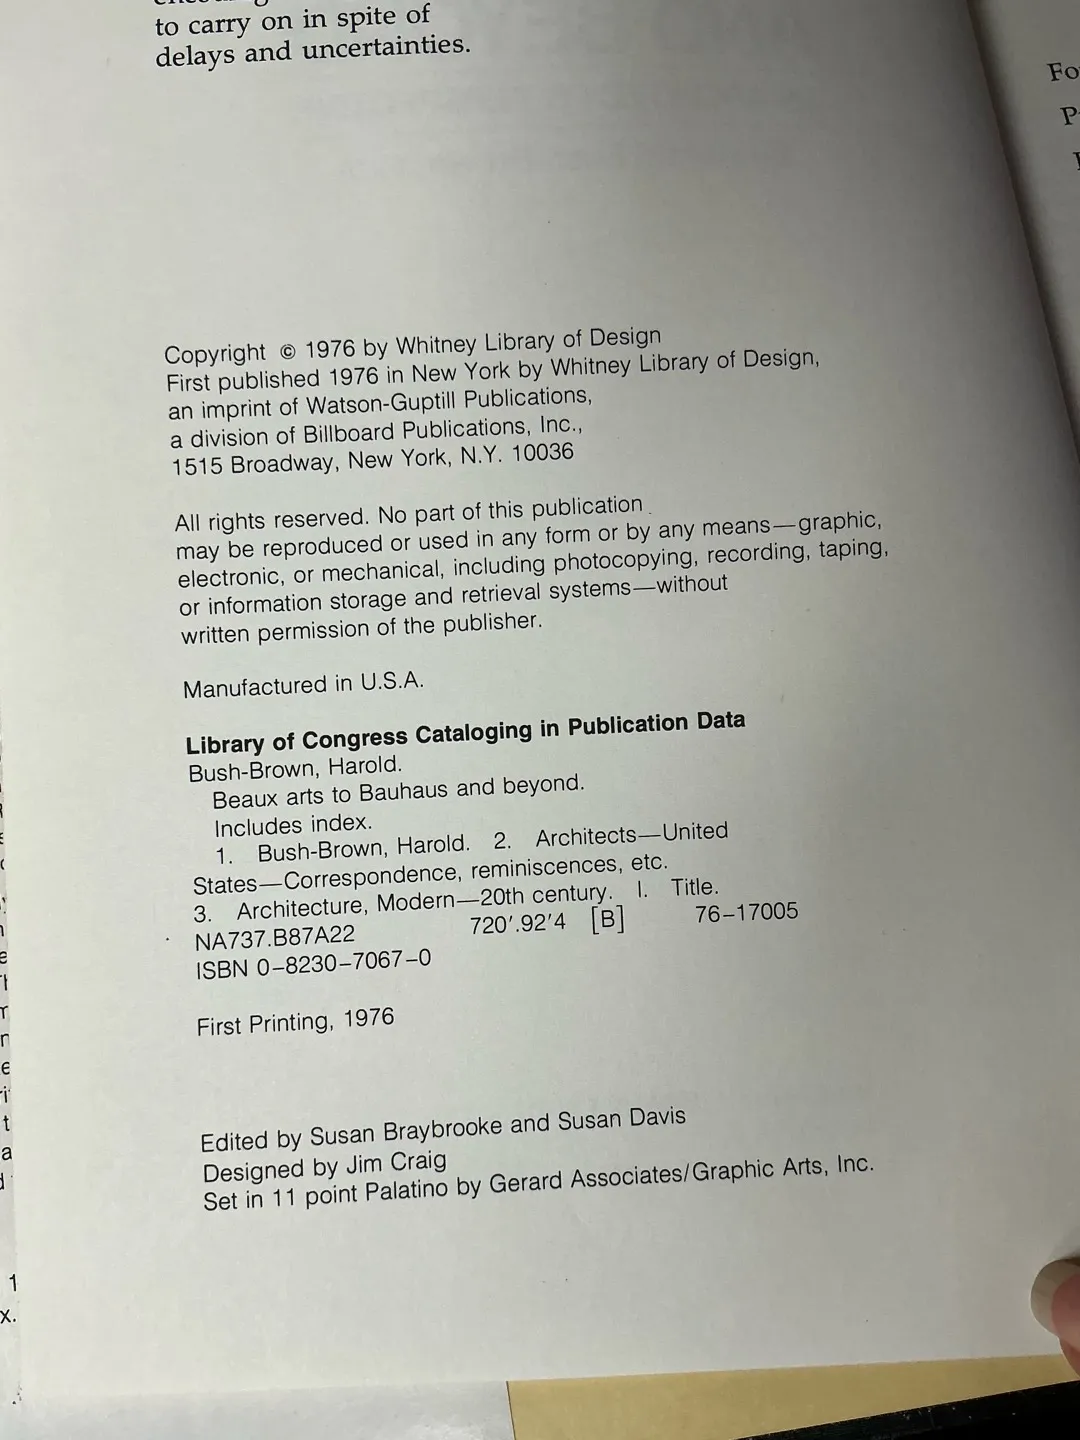 to carry on in spite of
delays and uncertainties.
Copyright © 1976 by Whitney Library of Design
First published 1976 in New York by Whitney Library of Design,
an imprint of Watson-Guptill Publications,
a division of Billboard Publications, Inc.,
1515 Broadway, New York, N.Y. 10036
All rights reserved. No part of this publication
may be reproduced or used in any form or by any means—graphic,
electronic, or mechanical, including photocopying, recording, taping,
or information storage and retrieval systems—without
written permission of the publisher.
Manufactured in U.S.A.
Library of Congress Cataloging in Publication Data
Bush-Brown, Harold.
Beaux arts to Bauhaus and beyond.
Includes index.
1. Bush-Brown, Harold. 2. Architects—United
States—Correspondence, reminiscences, etc.
3. Architecture, Modern—20th century. I. Title.
NA737.B87A22 720'.92'4 [B] 76-17005
ISBN 0-8230-7067-0
First Printing, 1976
Edited by Susan Braybrooke and Susan Davis
Designed by Jim Craig
Set in 11 point Palatino by Gerard Associates/Graphic Arts, Inc.